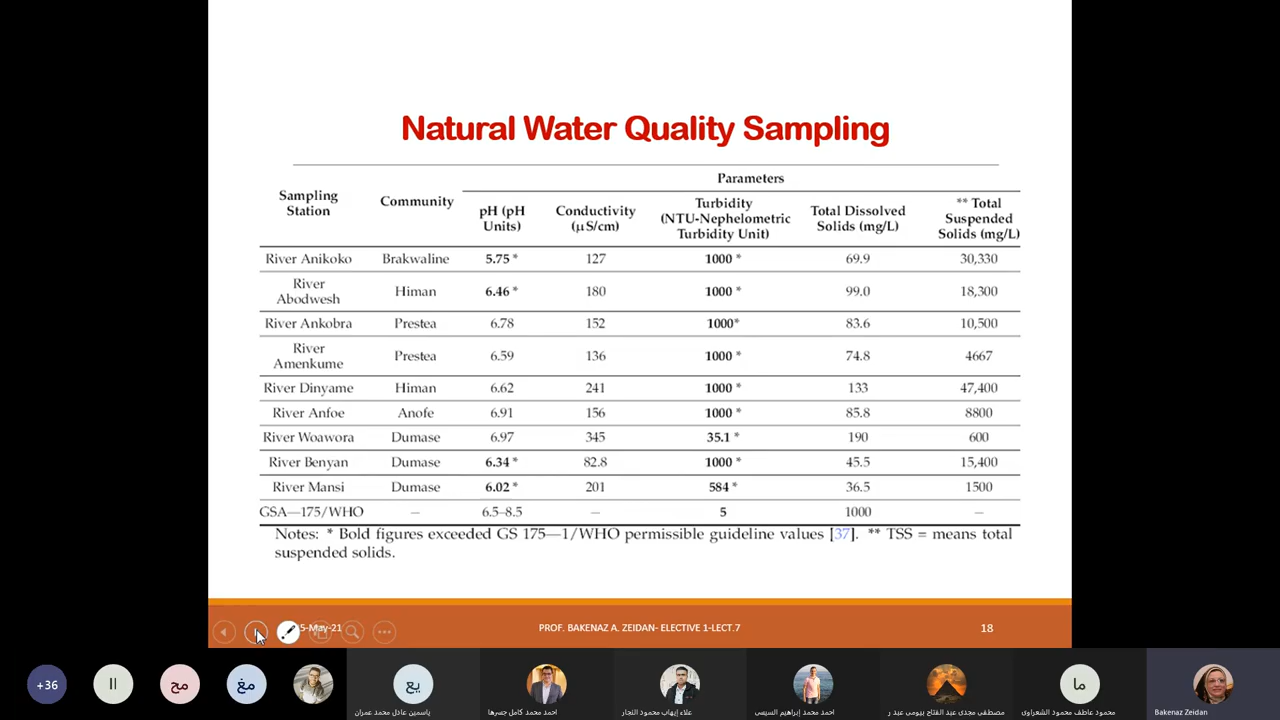 Natural Water Quality Sampling
Parameters
Sampling Station Community pH (pH Units) Conductivity (µS/cm) Turbidity (NTU-Nephelometric Turbidity Unit) Total Dissolved Solids (mg/L) ** Total Suspended Solids (mg/L)
River Anikoko Brakwaline 5.75 * 127 1000 * 69.9 30,330
River Abodwesh Himan 6.46 * 180 1000 * 99.0 18,300
River Ankobra Prestea 6.78 152 1000* 83.6 10,500
River Amenkume Prestea 6.59 136 1000 * 74.8 4667
River Dinyame Himan 6.62 241 1000 * 133 47,400
River Anfoe Anofe 6.91 156 1000 * 85.8 8800
River Woawora Dumase 6.97 345 35.1 * 190 600
River Benyan Dumase 6.34 * 82.8 1000 * 45.5 15,400
River Mansi Dumase 6.02 * 201 584 * 36.5 1500
GSA—175/WHO – 6.5–8.5 – 5 1000 –
Notes: * Bold figures exceeded GS 175—1/WHO permissible guideline values [37]. ** TSS = means total
suspended solids.
5-May-21 PROF. BAKENAZ A. ZEIDAN- ELECTIVE 1-LECT.7 18
+36 اا مح مغ يع ما
ياسمين عادل محمد عمران احمد محمد كامل جسرها علاء إيهاب محمود النجار احمد محمد إبراهيم السيسى مصطفى مجدى عبد الفتاح بيومى عبد ر محمود عاطف محمود الشعراوى Bakenaz Zeidan